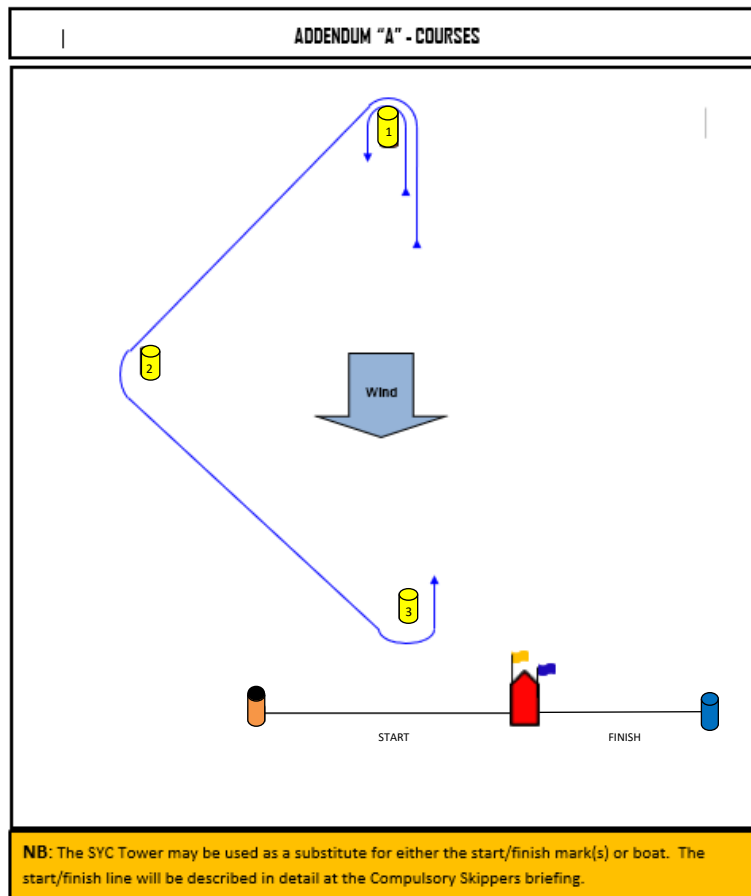 ADDENDUM "A" - COURSES
1
2
Wind
3
START
FINISH
NB: The SYC Tower may be used as a substitute for either the start/finish mark(s) or boat. The
start/finish line will be described in detail at the Compulsory Skippers briefing.